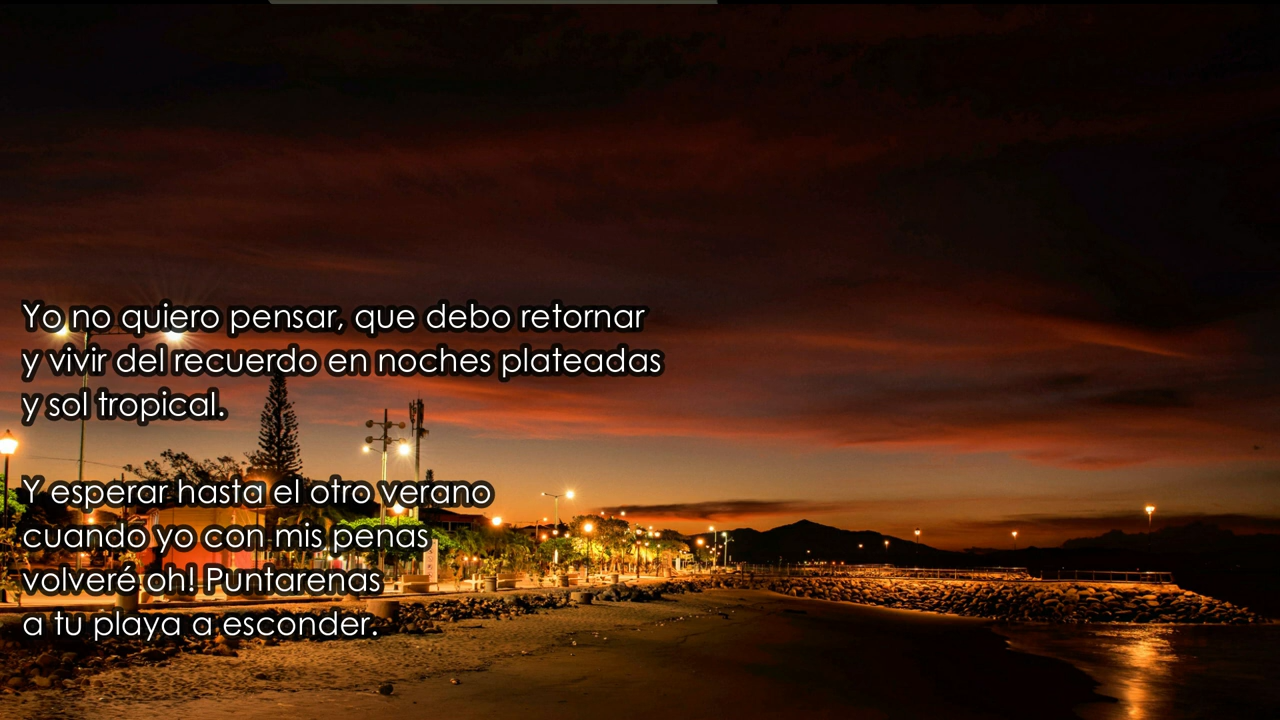 Yo no quiero pensar, que debo retornar
y vivir del recuerdo en noches plateadas
y sol tropical.
Y esperar hasta el otro verano
cuando yo con mis penas
volveré oh! Puntarenas
a tu playa a esconder.